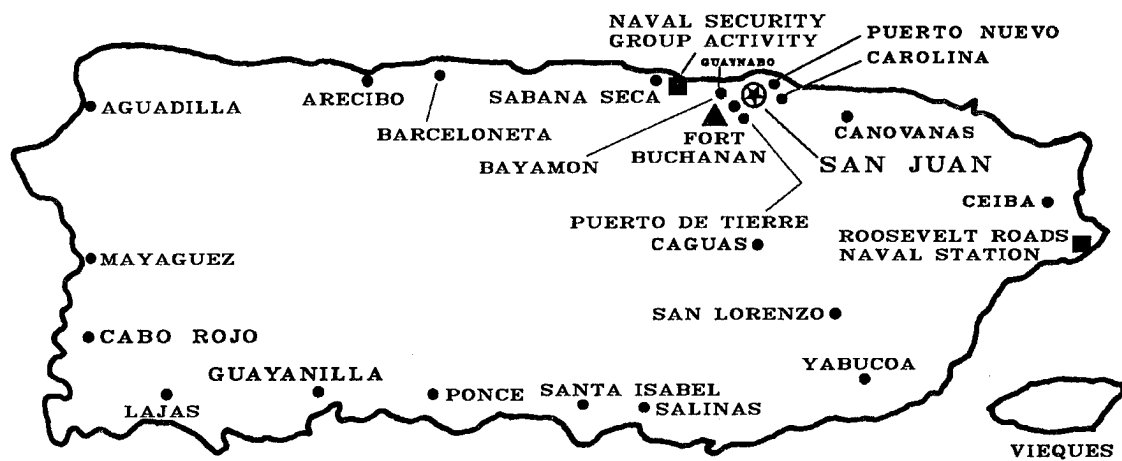 NAVAL SECURITY
GROUP ACTIVITY
PUERTO NUEVO
GUAYNABO
CAROLINA
AGUADILLA
ARECIBO
SABANA SECA
BARCELONETA
CANOVANAS
FORT
BUCHANAN
BAYAMON
SAN JUAN
CEIBA
PUERTO DE TIERRE
CAGUAS
ROOSEVELT ROADS
NAVAL STATION
MAYAGUEZ
SAN LORENZO
CABO ROJO
YABUCOA
GUAYANILLA
SANTA ISABEL
PONCE
LAJAS
SALINAS
VIEQUES